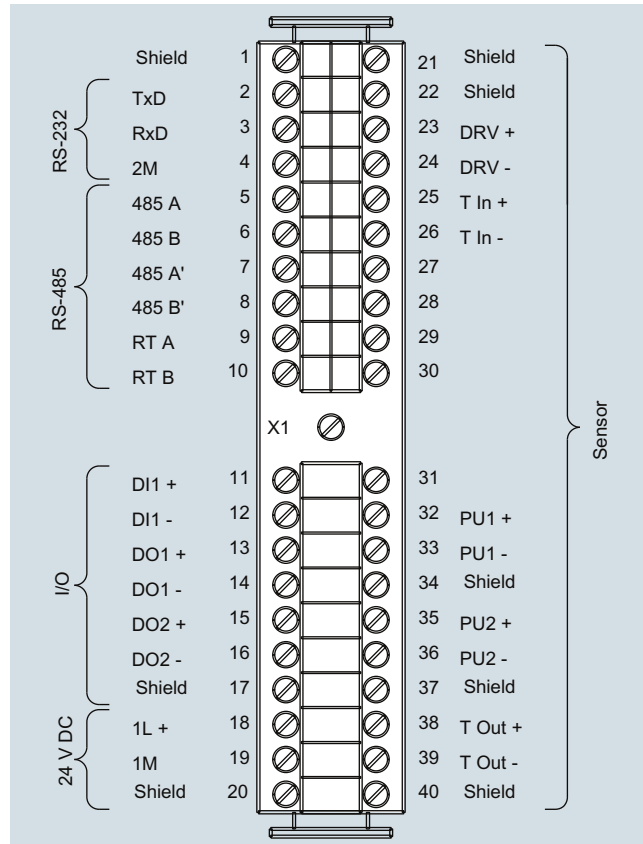 Shield 1 21 Shield
TxD 2 22 Shield
RxD 3 23 DRV +
2M 4 24 DRV -
RS-232
485 A 5 25 T In +
485 B 6 26 T In -
485 A' 7 27
485 B' 8 28
RT A 9 29
RT B 10 30
RS-485
X1
Sensor
DI1 + 11 31
DI1 - 12 32 PU1 +
DO1 + 13 33 PU1 -
DO1 - 14 34 Shield
DO2 + 15 35 PU2 +
DO2 - 16 36 PU2 -
Shield 17 37 Shield
I/O
1L + 18 38 T Out +
1M 19 39 T Out -
Shield 20 40 Shield
24 V DC